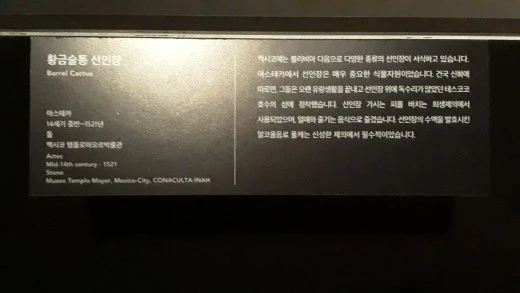 황금술통 선인장
Barrel Cactus
아스테카
14세기 중반~1521년
돌
멕시코 템플로마요르박물관
Aztec
Mid-14th century - 1521
Stone
Museo Templo Mayor, Mexico-City, CONACULTA-INAH
멕시코에는 볼리비아 다음으로 다양한 종류의 선인장이 서식하고 있습니다.
아스테카에서 선인장은 매우 중요한 식물자원이었습니다. 건국 신화에
따르면, 그들은 오랜 유랑생활을 끝내고 선인장 위에 독수리가 앉았던 테스코코
호수의 섬에 정착했습니다. 선인장 가시는 피를 바치는 희생제의에서
사용되었으며, 열매와 줄기는 음식으로 즐겼습니다. 선인장의 수액을 발효시킨
알코올음료 풀케는 신성한 제의에서 필수적이었습니다.